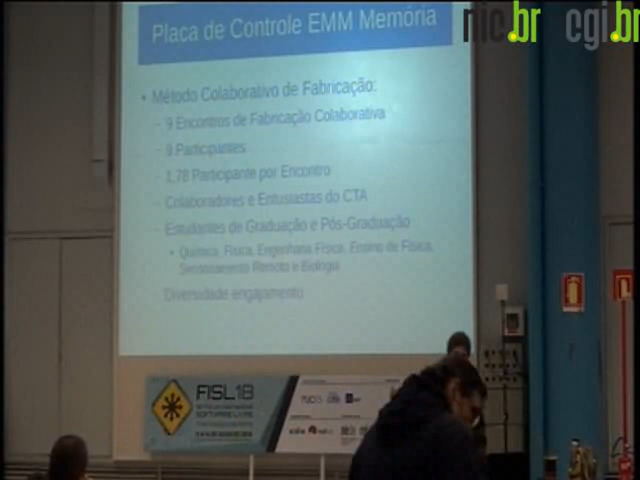 nic.br cgi.br
Placa de Controle EMM Memória
• Método Colaborativo de Fabricação:
– 9 Encontros de Fabricação Colaborativa
– 9 Participantes
– 1,78 Participante por Encontro
– Colaboradores e Entusiastas do CTA
– Estudantes de Graduação e Pós-Graduação
• Química, Física, Engenharia Física, Ensino de Física,
Sensoriamento Remoto e Biologia
Diversidade engajamento
FISL18
SOFTWARE LIVRE